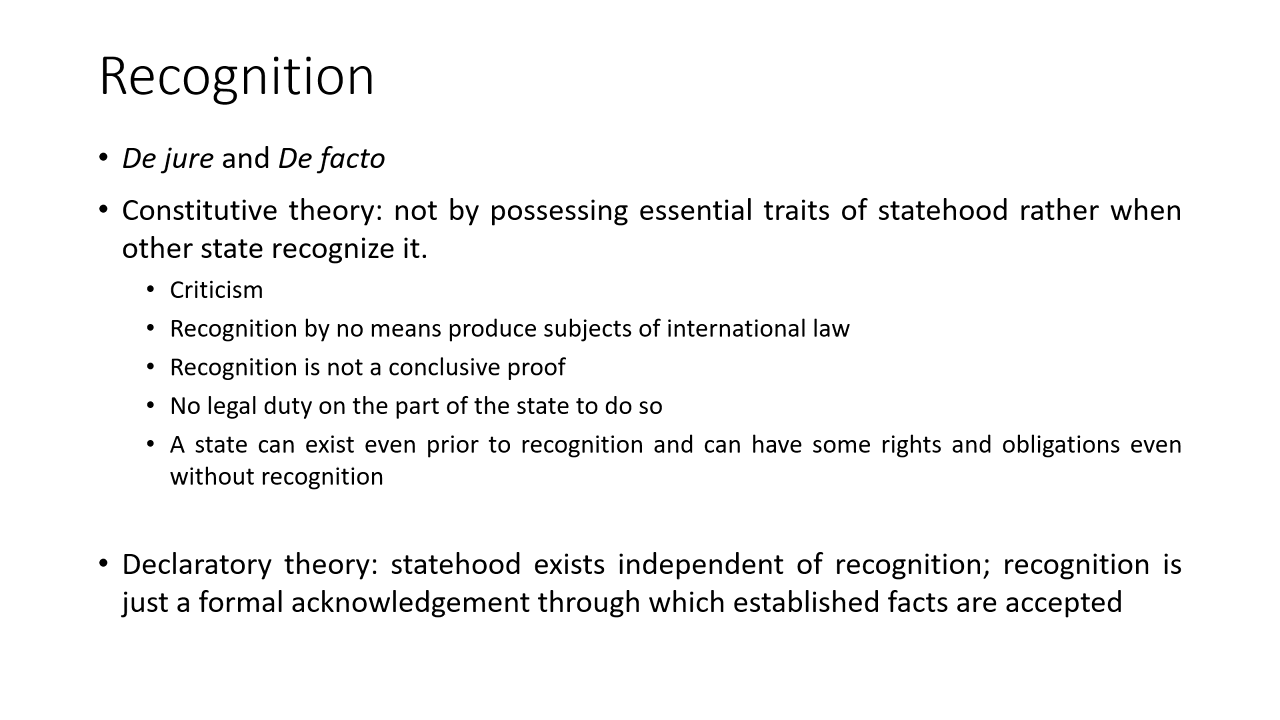 Recognition
• De jure and De facto
• Constitutive theory: not by possessing essential traits of statehood rather when
other state recognize it.
• Criticism
• Recognition by no means produce subjects of international law
• Recognition is not a conclusive proof
• No legal duty on the part of the state to do so
• A state can exist even prior to recognition and can have some rights and obligations even
without recognition
• Declaratory theory: statehood exists independent of recognition; recognition is
just a formal acknowledgement through which established facts are accepted